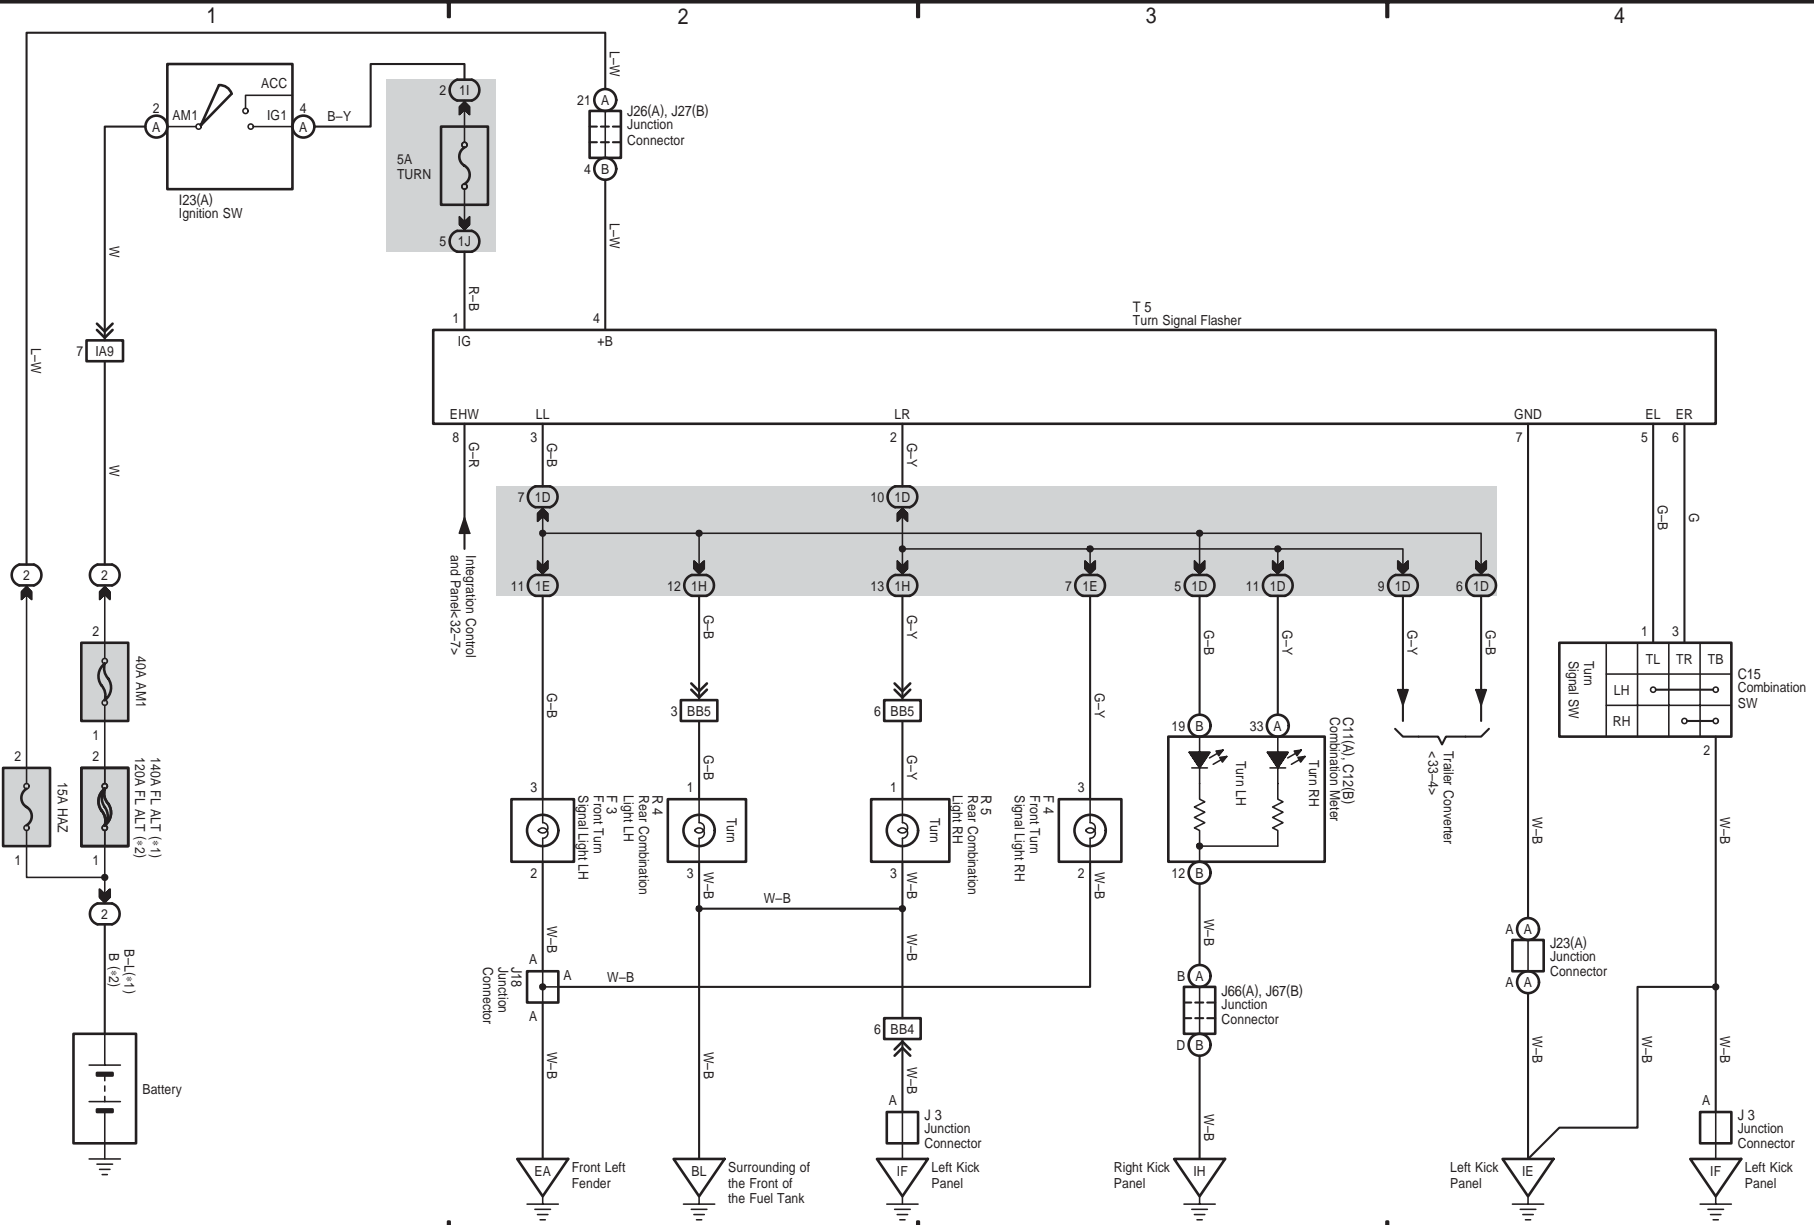 1
2
3
4
I23(A)
Ignition SW
AM1
ACC
IG1
2
A
4
A
B–Y
W
7
IA9
W
L–W
2
2
2
40A AM1
1
2
140A FL ALT (*1)
120A FL ALT (*2)
1
2
15A HAZ
1
2
B–L(*1)
B (*2)
Battery
2
1I
5A
TURN
5
1J
R–B
1
L–W
21
A
J26(A), J27(B)
Junction
Connector
4
B
L–W
4
T 5
Turn Signal Flasher
IG
+B
EHW
LL
LR
GND
EL
ER
8
G–R
3
G–B
2
G–Y
7
5
6
Integration Control
and Panel<32–7>
7
1D
10
1D
11
1E
12
1H
13
1H
7
1E
5
1D
11
1D
9
1D
6
1D
G–B
G–B
G–Y
G–Y
G–B
G–Y
G–Y
G–B
G–B
G
3
BB5
6
BB5
G–B
G–Y
3
F 3
Front Turn
Signal Light LH
2
1
Turn
R 4
Rear Combination
Light LH
3
W–B
1
Turn
R 5
Rear Combination
Light RH
3
W–B
3
F 4
Front Turn
Signal Light RH
2
W–B
19
B
33
A
Turn LH
Turn RH
C11(A), C12(B)
Combination Meter
12
B
Trailer Converter
<33–4>
1
3
Turn
Signal SW
TL
TR
TB
LH
RH
C15
Combination
SW
2
W–B
W–B
W–B
W–B
W–B
W–B
A
A
A
J18
Junction
Connector
W–B
W–B
W–B
6
BB4
W–B
A
J 3
Junction
Connector
B
A
J66(A), J67(B)
Junction
Connector
D
B
W–B
A
A
J23(A)
Junction
Connector
A
A
W–B
W–B
W–B
A
J 3
Junction
Connector
EA
Front Left
Fender
BL
Surrounding of
the Front of
the Fuel Tank
IF
Left Kick
Panel
Right Kick
Panel
IH
Left Kick
Panel
IE
IF
Left Kick
Panel